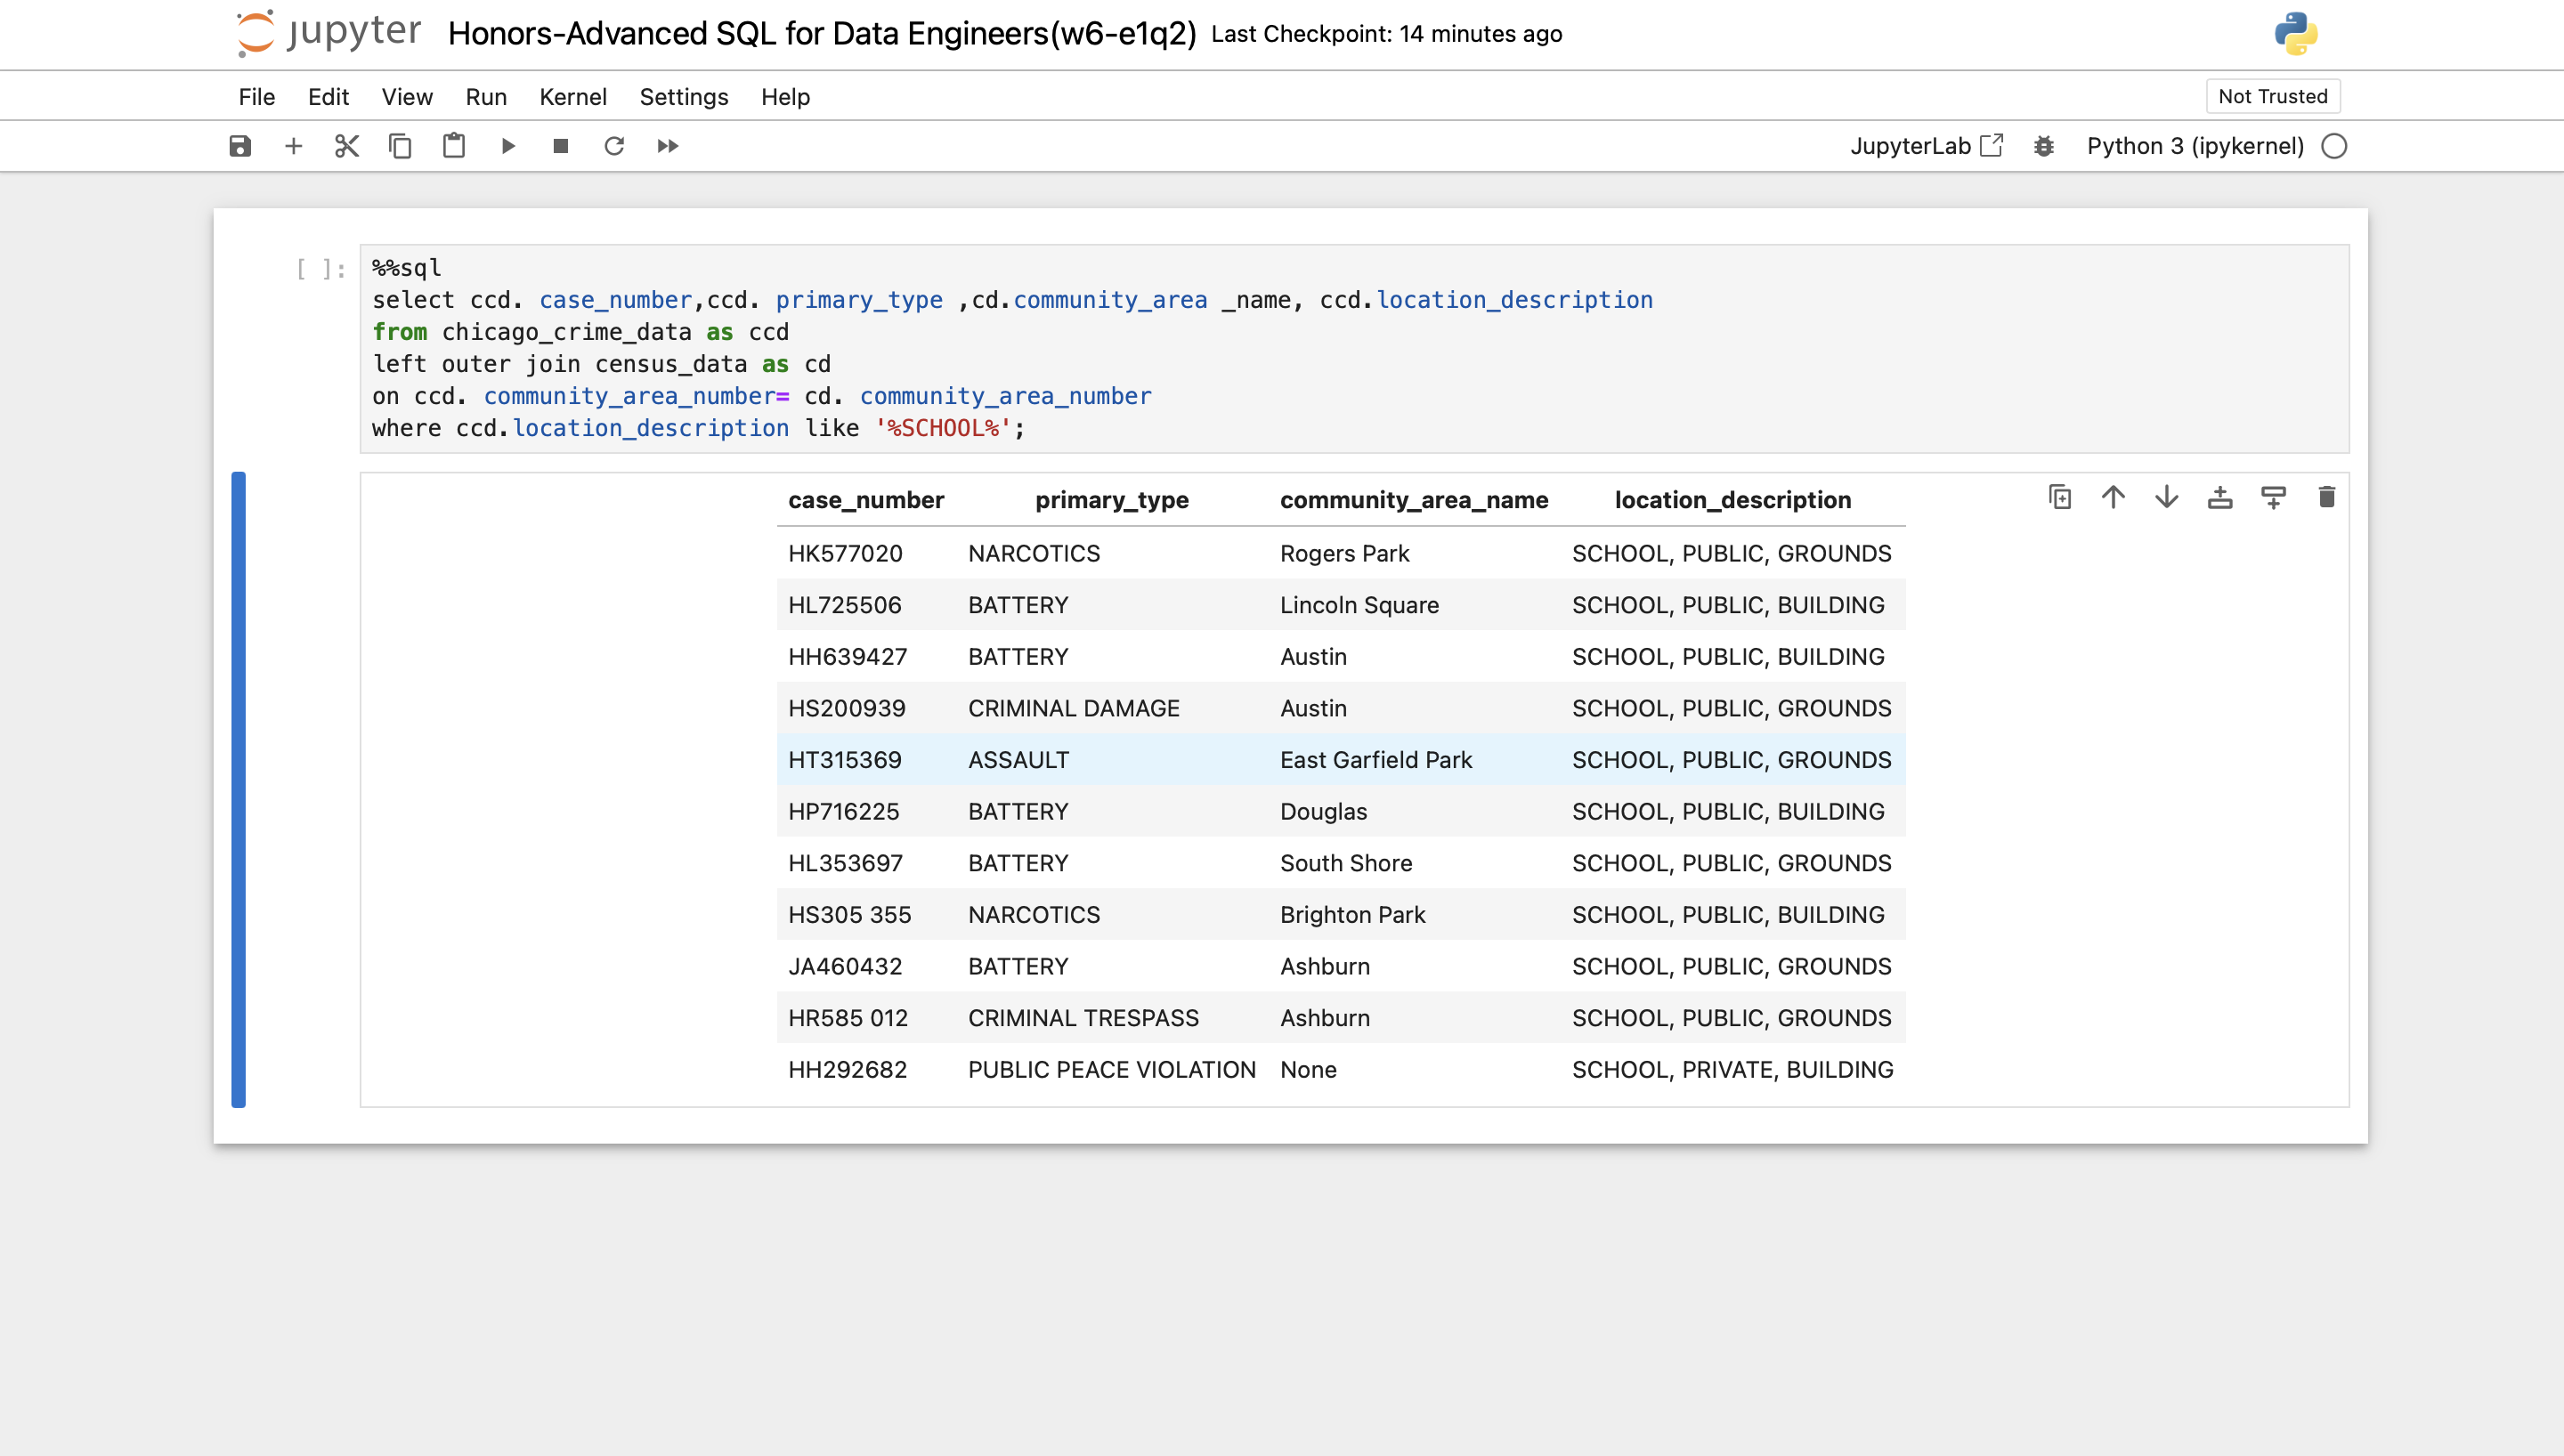 jupyter Honors-Advanced SQL for Data Engineers(w6-e1q2) Last Checkpoint: 14 minutes ago
File Edit View Run Kernel Settings Help Not Trusted
JupyterLab Python 3 (ipykernel)
[ ]: %%sql
select ccd. case_number,ccd. primary_type ,cd.community_area _name, ccd.location_description
from chicago_crime_data as ccd
left outer join census_data as cd
on ccd. community_area_number= cd. community_area_number
where ccd.location_description like '%SCHOOL%';
case_number primary_type community_area_name location_description
HK577020 NARCOTICS Rogers Park SCHOOL, PUBLIC, GROUNDS
HL725506 BATTERY Lincoln Square SCHOOL, PUBLIC, BUILDING
HH639427 BATTERY Austin SCHOOL, PUBLIC, BUILDING
HS200939 CRIMINAL DAMAGE Austin SCHOOL, PUBLIC, GROUNDS
HT315369 ASSAULT East Garfield Park SCHOOL, PUBLIC, GROUNDS
HP716225 BATTERY Douglas SCHOOL, PUBLIC, BUILDING
HL353697 BATTERY South Shore SCHOOL, PUBLIC, GROUNDS
HS305 355 NARCOTICS Brighton Park SCHOOL, PUBLIC, BUILDING
JA460432 BATTERY Ashburn SCHOOL, PUBLIC, GROUNDS
HR585 012 CRIMINAL TRESPASS Ashburn SCHOOL, PUBLIC, GROUNDS
HH292682 PUBLIC PEACE VIOLATION None SCHOOL, PRIVATE, BUILDING